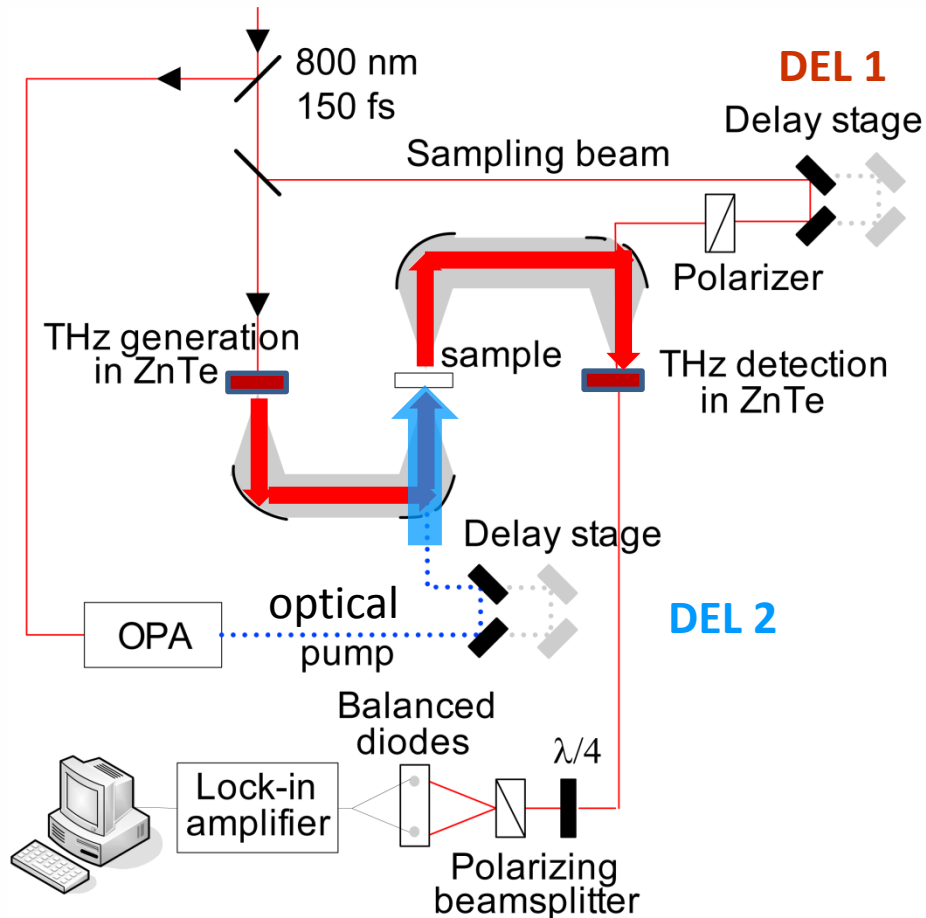 800 nm
150 fs
DEL 1
Delay stage
Sampling beam
Polarizer
THz generation
in ZnTe
sample
THz detection
in ZnTe
Delay stage
optical
pump
OPA
DEL 2
Balanced
diodes
λ/4
Lock-in
amplifier
Polarizing
beamsplitter